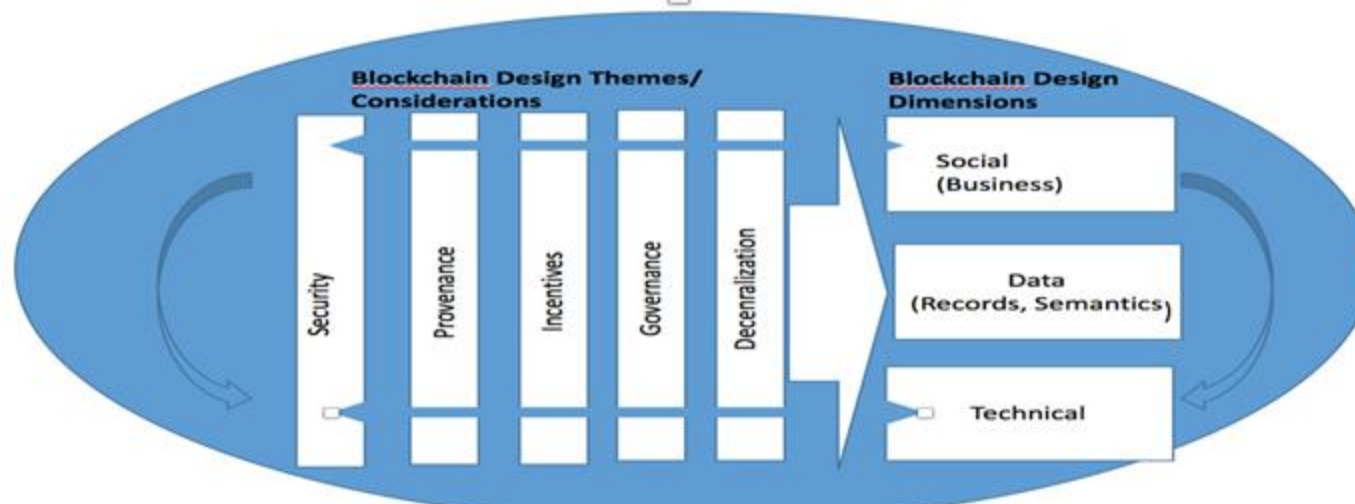 Blockchain Design Themes/
Considerations
Blockchain Design
Dimensions
Security
Provenance
Incentives
Governance
Decenralization
Social
(Business)
Data
(Records, Semantics)
Technical